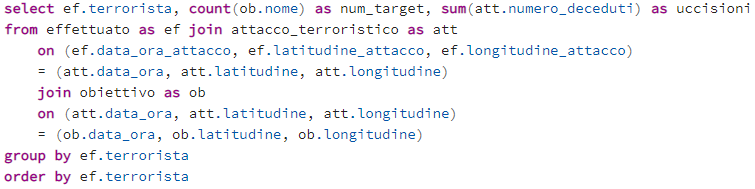 select ef.terrorista, count(ob.nome) as num_target, sum(att.numero_deceduti) as uccisioni
from effettuato as ef join attacco_terroristico as att
on (ef.data_ora_attacco, ef.latitudine_attacco, ef.longitudine_attacco)
= (att.data_ora, att.latitudine, att.longitudine)
join obiettivo as ob
on (att.data_ora, att.latitudine, att.longitudine)
= (ob.data_ora, ob.latitudine, ob.longitudine)
group by ef.terrorista
order by ef.terrorista